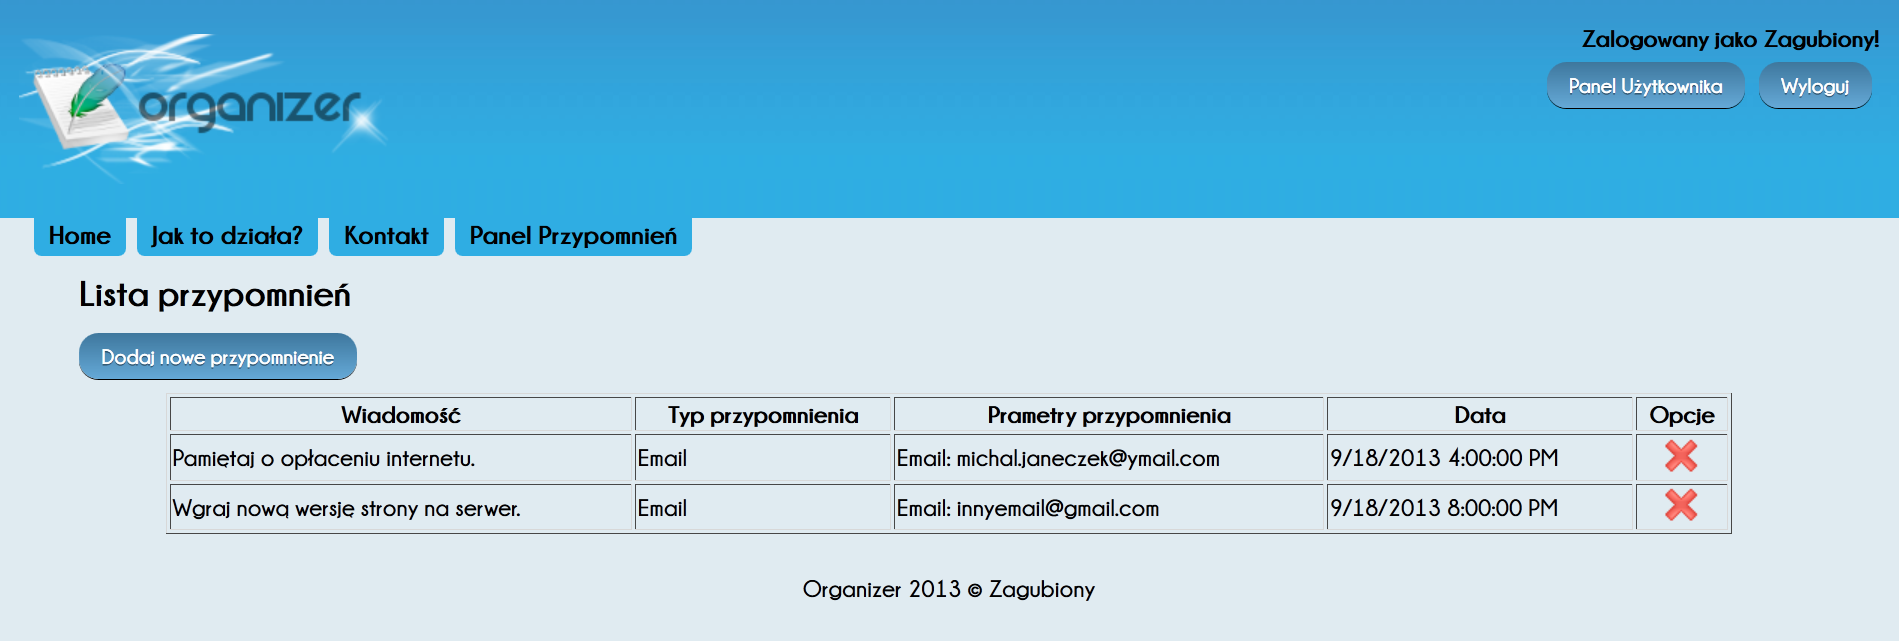 organizer
Zalogowany jako Zagubiony!
Panel Użytkownika Wyloguj
Home Jak to działa? Kontakt Panel Przypomnień
Lista przypomnień
Dodaj nowe przypomnienie
Wiadomość Typ przypomnienia Prametry przypomnienia Data Opcje
Pamiętaj o opłaceniu internetu. Email Email: michal.janeczek@ymail.com 9/18/2013 4:00:00 PM
Wgraj nową wersję strony na serwer. Email Email: innyemail@gmail.com 9/18/2013 8:00:00 PM
Organizer 2013 © Zagubiony